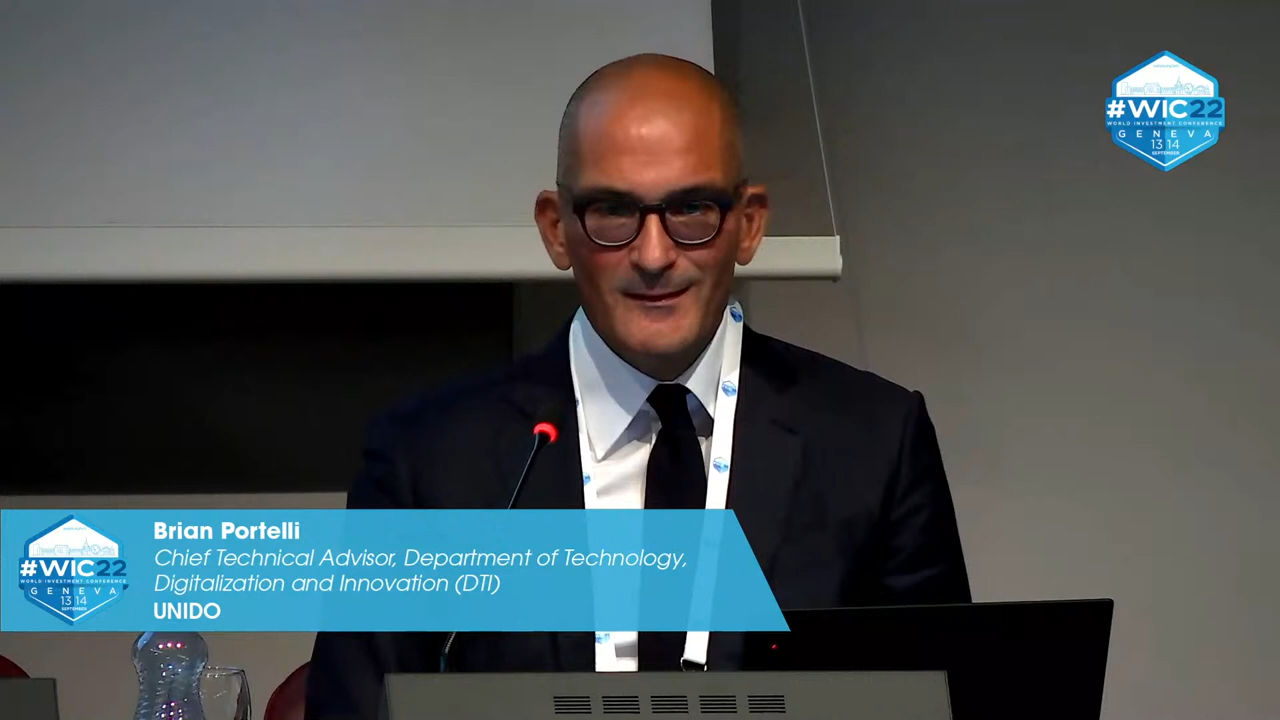 #WIC22
WORLD INVESTMENT CONFERENCE
GENEVA
13 14
SEPTEMBER
Brian Portelli
Chief Technical Advisor, Department of Technology,
Digitalization and Innovation (DTI)
UNIDO
#WIC22
WORLD INVESTMENT CONFERENCE
GENEVA
13 14
SEPTEMBER